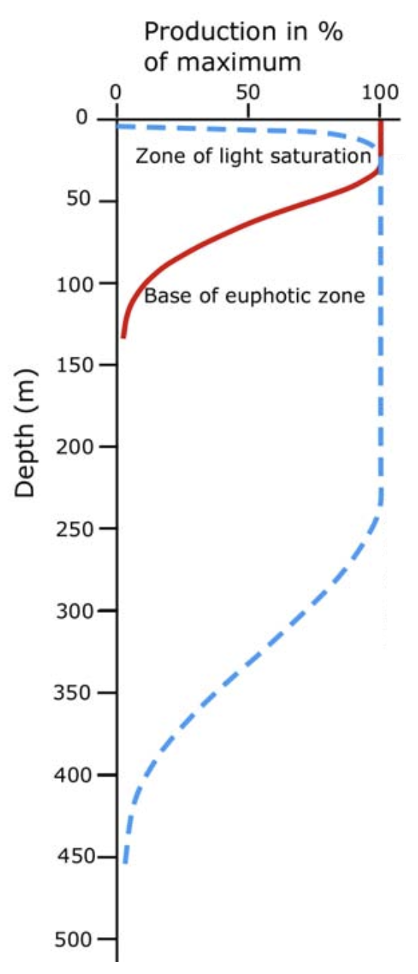 Production in %
of maximum
0 50 100
0
Zone of light saturation
50
100
Base of euphotic zone
150
Depth (m)
200
250
300
350
400
450
500